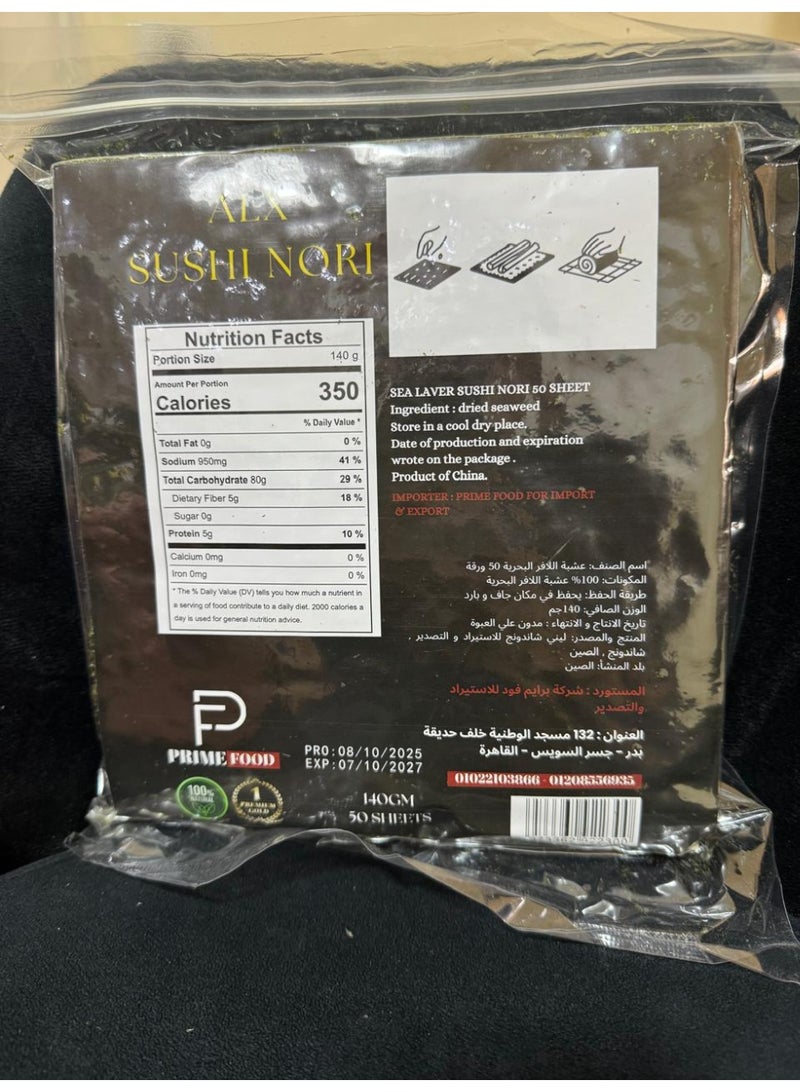 ALX
SUSHI NORI
Nutrition Facts
Portion Size 140 g
Amount Per Portion
Calories 350
% Daily Value *
Total Fat 0g 0 %
Sodium 950mg 41 %
Total Carbohydrate 80g 29 %
Dietary Fiber 5g 18 %
Sugar 0g -
Protein 5g 10 %
Calcium 0mg 0 %
Iron 0mg 0 %
* The % Daily Value (DV) tells you how much a nutrient in
a serving of food contribute to a daily diet. 2000 calories a
day is used for general nutrition advice.
SEA LAVER SUSHI NORI 50 SHEET
Ingredient : dried seaweed
Store in a cool dry place.
Date of production and expiration
wrote on the package .
Product of China.
IMPORTER : PRIME FOOD FOR IMPORT
& EXPORT
اسم الصنف: عشبة اللافر البحرية 50 ورقة
المكونات: 100% عشبة اللافر البحرية
طريقة الحفظ: يحفظ في مكان جاف و بارد
الوزن الصافي: 140جم
تاريخ الانتاج و الانتهاء : مدون علي العبوة
المنتج والمصدر: ليني شاندونج للاستيراد و التصدير ,
شاندونج , الصين
بلد المنشأ: الصين
المستورد : شركة برايم فود للاستيراد
والتصدير
العنوان : 132 مسجد الوطنية خلف حديقة
بدر - جسر السويس - القاهرة
01022103866 - 01208556935
PRIME FOOD
PRO:08/10/2025
EXP:07/10/2027
100%
NATURAL
1
PREMIUM
GOLD
140GM
50 SHEETS